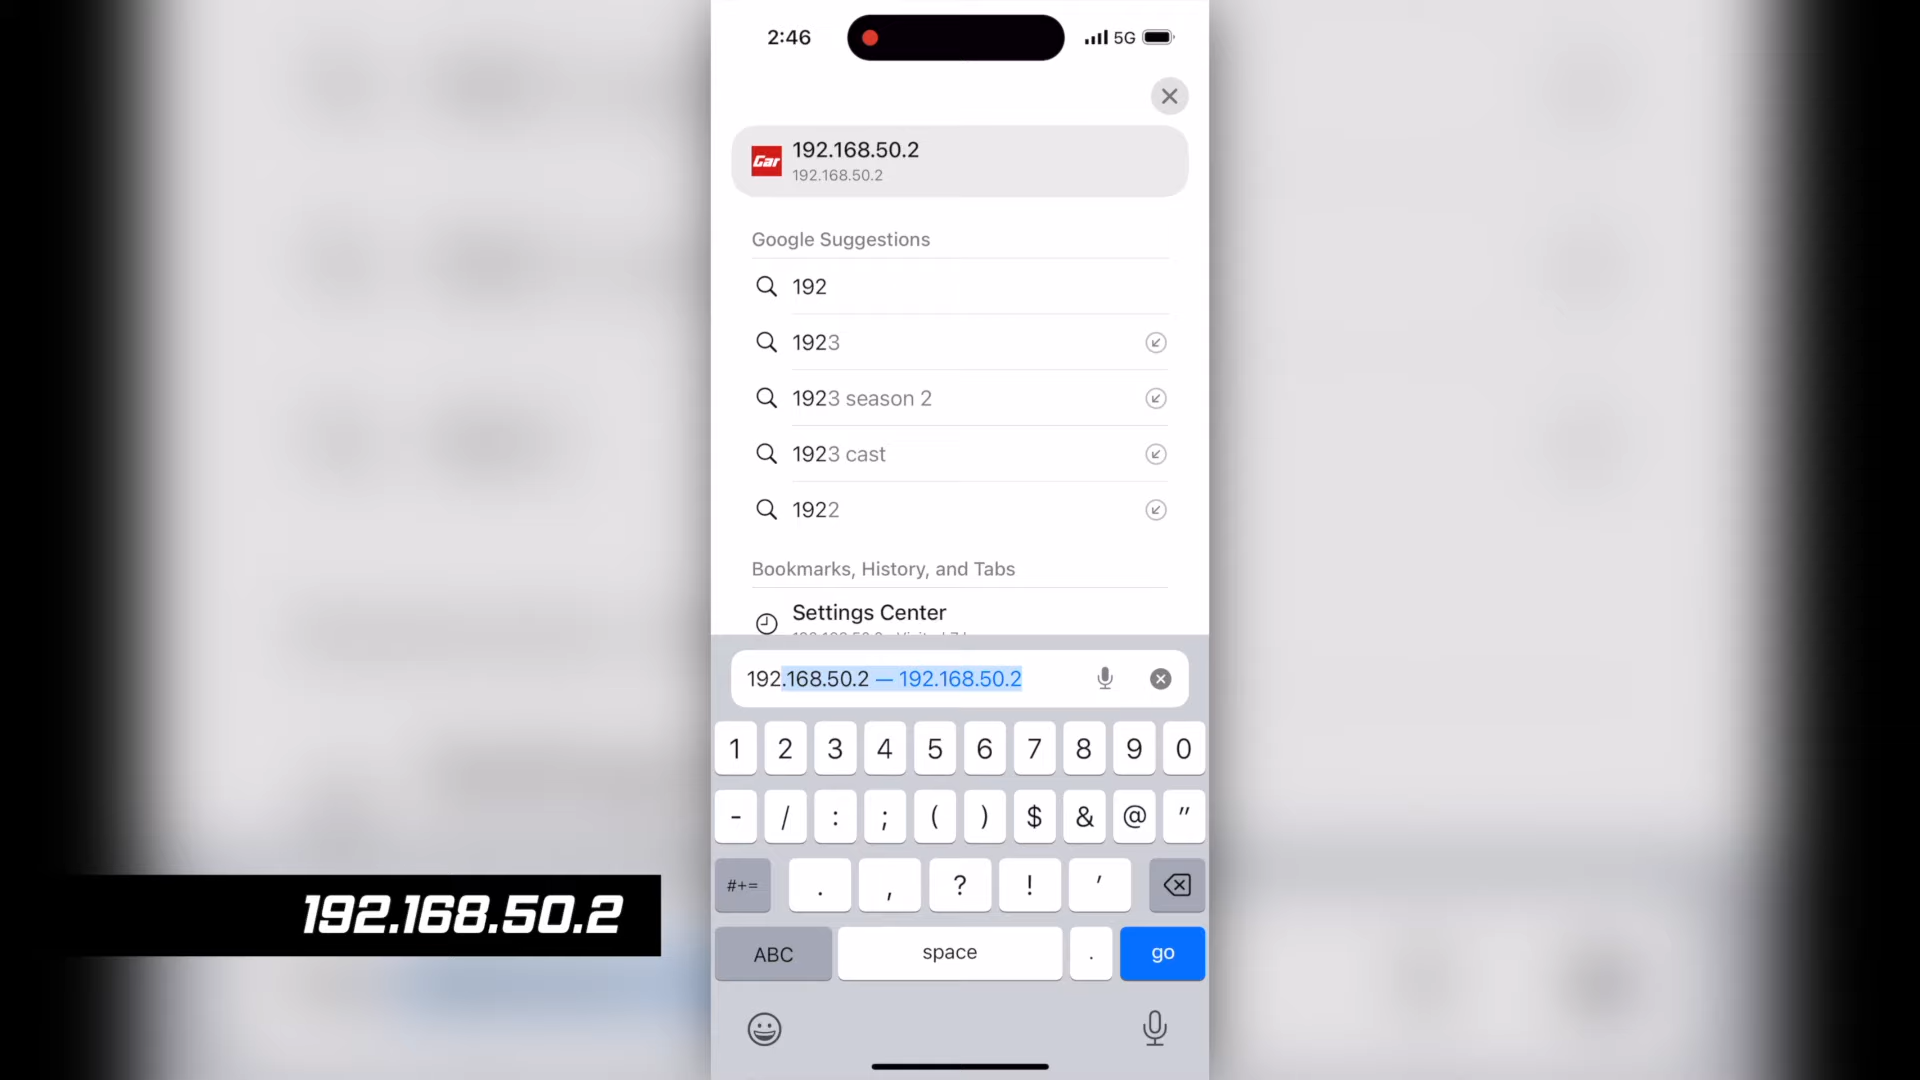 2:46
5G
Car
192.168.50.2
192.168.50.2
Google Suggestions
192
1923
1923 season 2
1923 cast
1922
Bookmarks, History, and Tabs
Settings Center
192.168.50.2 — 192.168.50.2
1 2 3 4 5 6 7 8 9 0
- / : ; ( ) $ & @ "
#+= . , ? ! '
ABC space . go
192.168.50.2